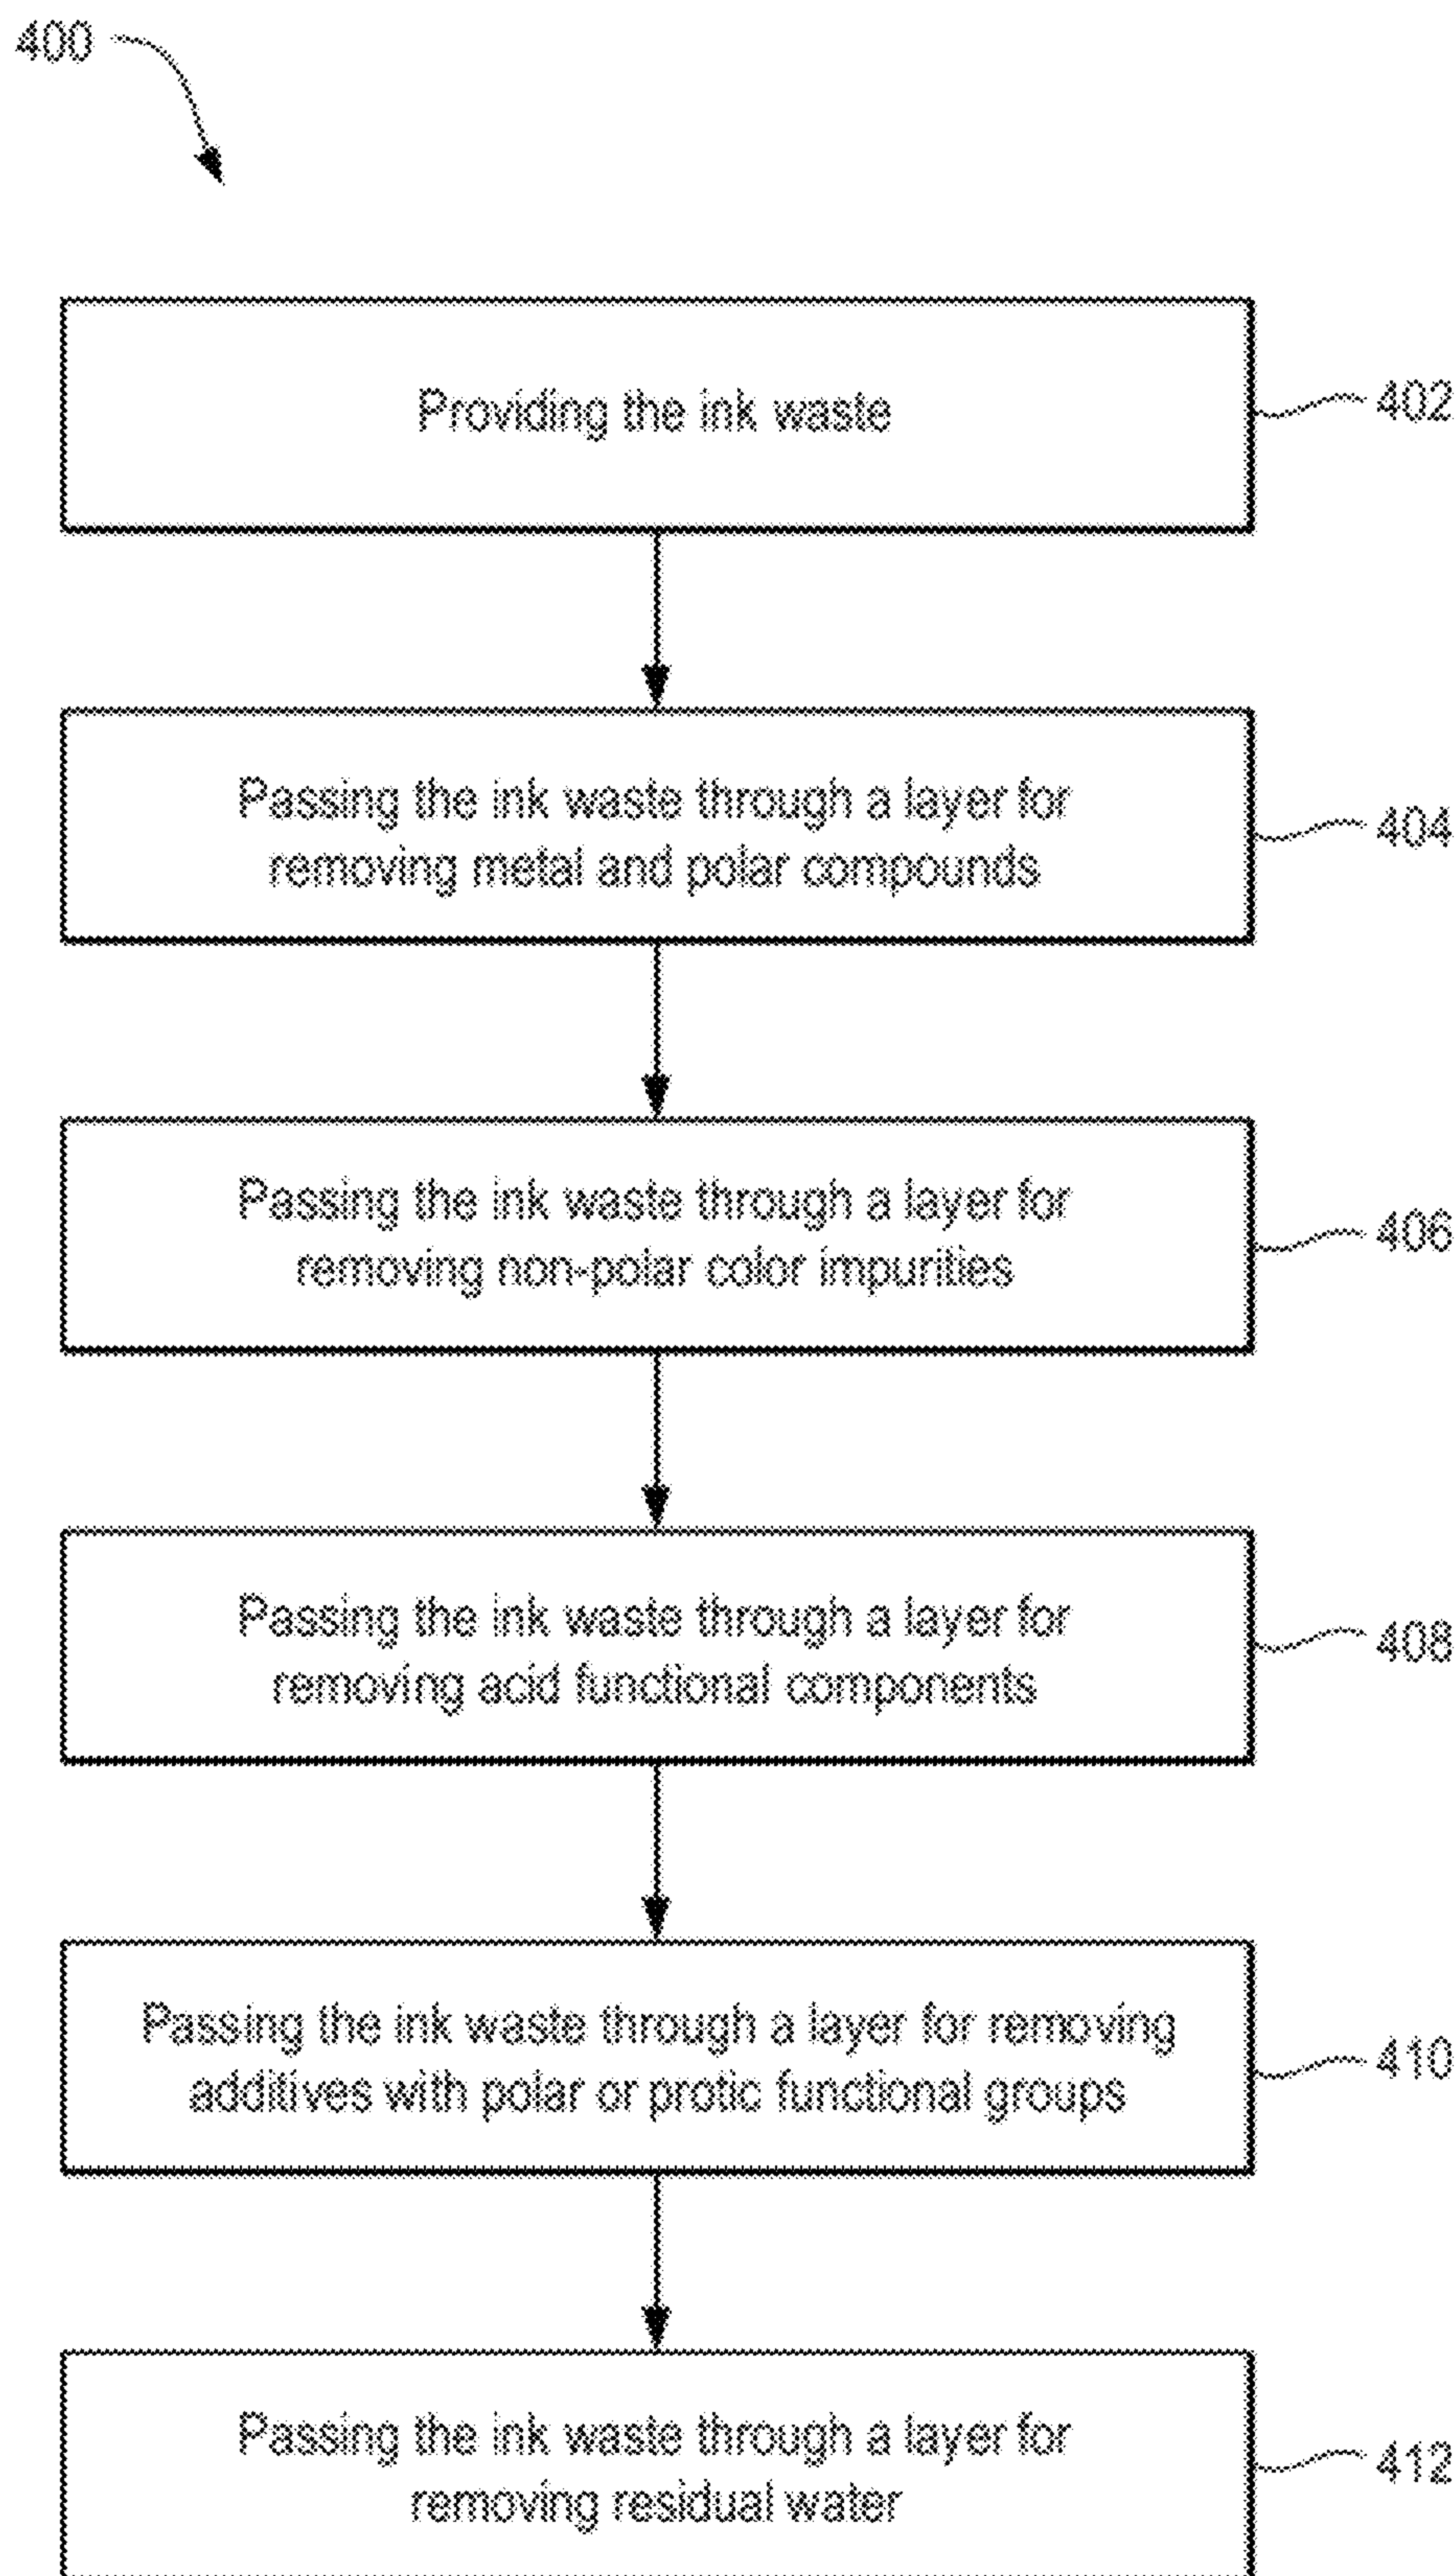 400
Providing the ink waste
402
Passing the ink waste through a layer for
removing metal and polar compounds
404
Passing the ink waste through a layer for
removing non-polar color impurities
406
Passing the ink waste through a layer for
removing acid functional components
408
Passing the ink waste through a layer for removing
additives with polar or protic functional groups
410
Passing the ink waste through a layer for
removing residual water
412